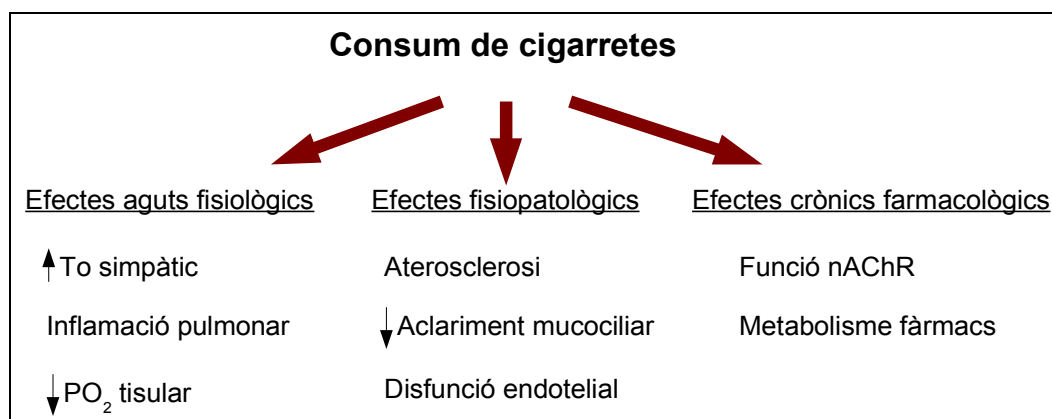 Consum de cigarretes
Efectes aguts fisiològics
To simpàtic
Inflamació pulmonar
PO2 tisular
Efectes fisiopatològics
Aterosclerosi
Aclariment mucociliar
Disfunció endotelial
Efectes crònics farmacològics
Funció nAChR
Metabolisme fàrmacs